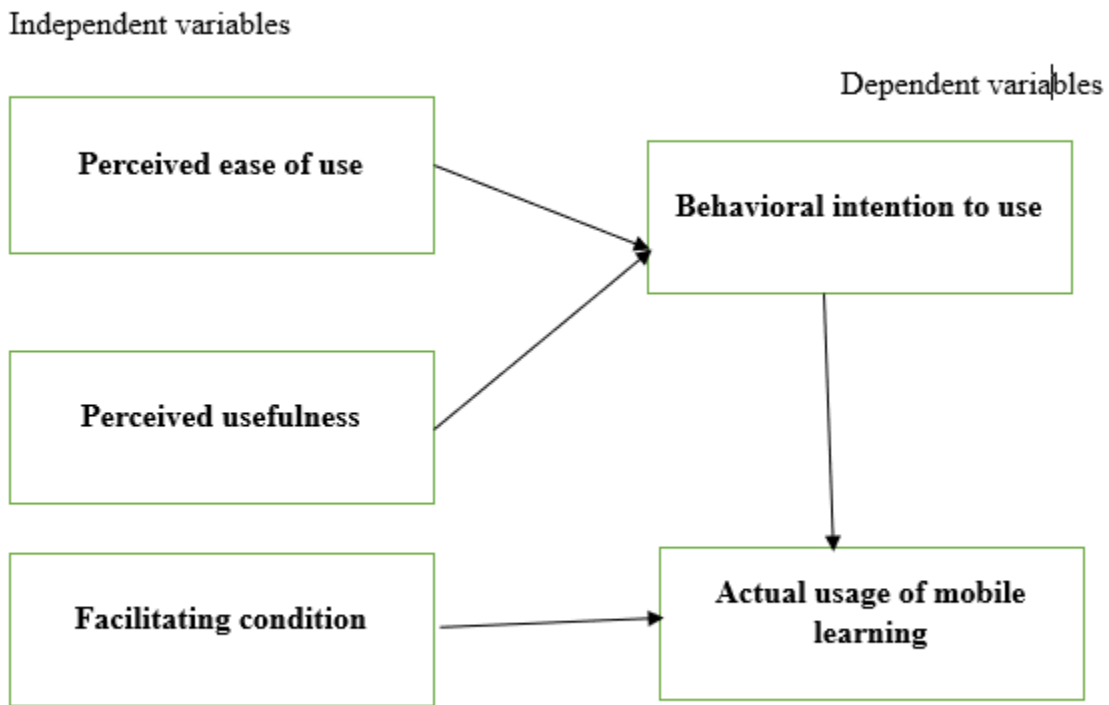 Independent variables
Dependent variables
Perceived ease of use
Behavioral intention to use
Perceived usefulness
Facilitating condition
Actual usage of mobile
learning